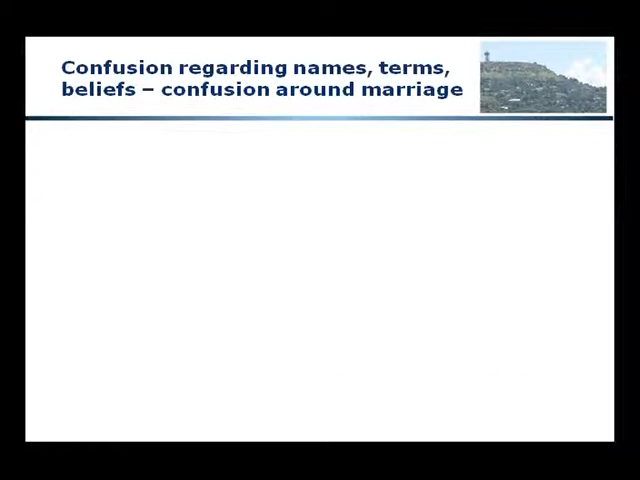 Confusion regarding names, terms,
beliefs – confusion around marriage